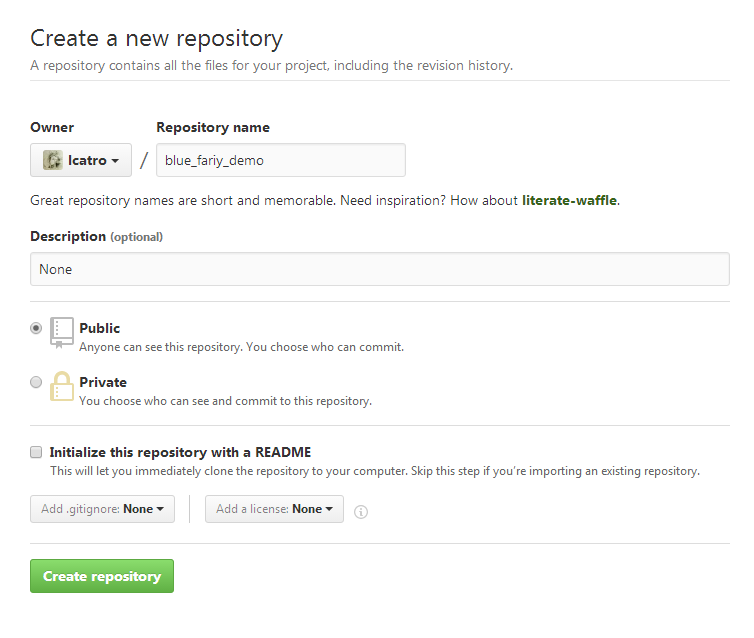 Create a new repository
A repository contains all the files for your project, including the revision history.
Owner Repository name
lcatro / blue_fariy_demo
Great repository names are short and memorable. Need inspiration? How about literate-waffle.
Description (optional)
None
Public
Anyone can see this repository. You choose who can commit.
Private
You choose who can see and commit to this repository.
Initialize this repository with a README
This will let you immediately clone the repository to your computer. Skip this step if you're importing an existing repository.
Add .gitignore: None Add a license: None
Create repository